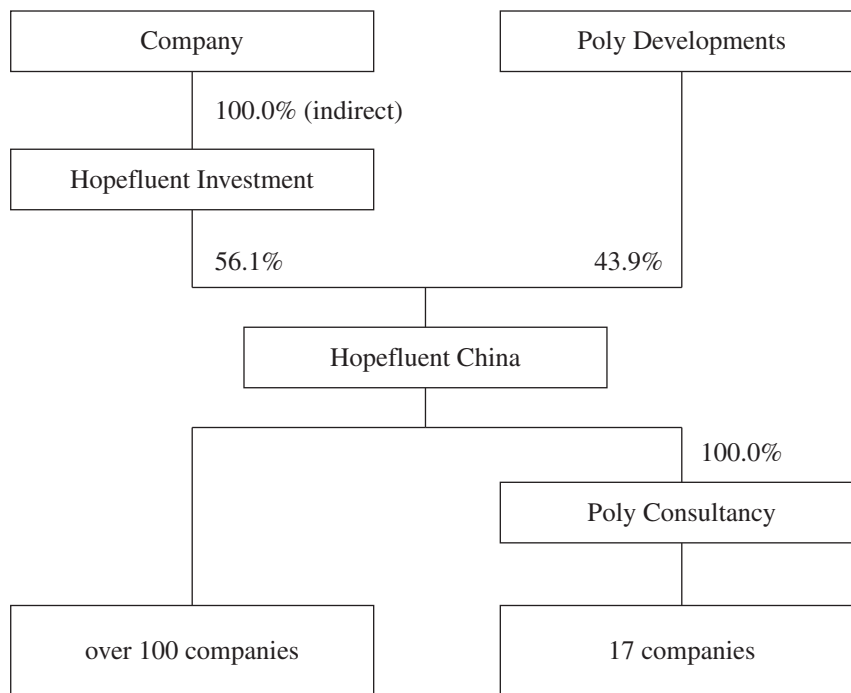 Company
Poly Developments
100.0% (indirect)
Hopefluent Investment
56.1%
43.9%
Hopefluent China
100.0%
Poly Consultancy
over 100 companies
17 companies